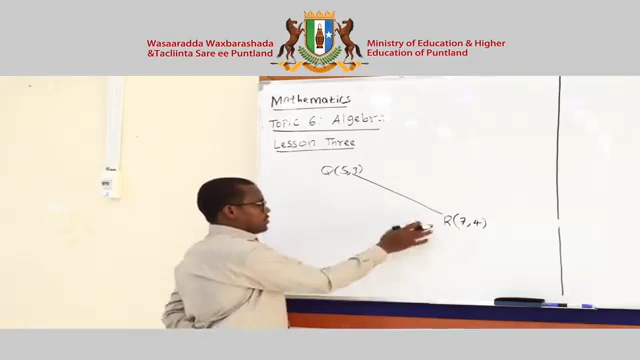 Wasaaradda Waxbarashada
&Tacliinta Sare ee Puntland
Ministry of Education & Higher
Education of Puntland
Mathematics
Topic 6: Algebra
Lesson Three
Q(5,3)
R(7,4)